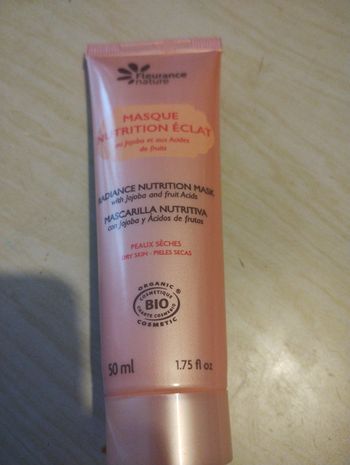 Fleurance
nature
MASQUE
NUTRITION ÉCLAT
au Jojoba et aux Acides
de fruits
RADIANCE NUTRITION MASK
with Jojoba and fruit Acids
MASCARILLA NUTRITIVA
con Jojoba y Ácidos de frutas
PEAUX SÈCHES
DRY SKIN - PIELES SECAS
ORGANIC ®
COSMETIQUE
BIO
CHARTE COSMEBIO
COSMETIC
50 ml 1.75 fl oz